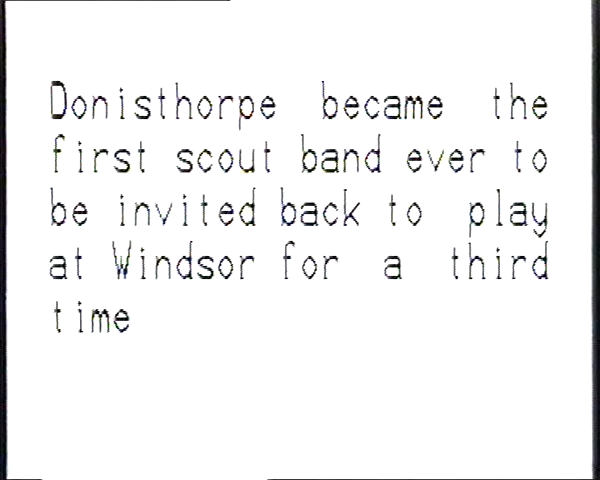 Donisthorpe became the
first scout band ever to
be invited back to play
at Windsor for a third
time